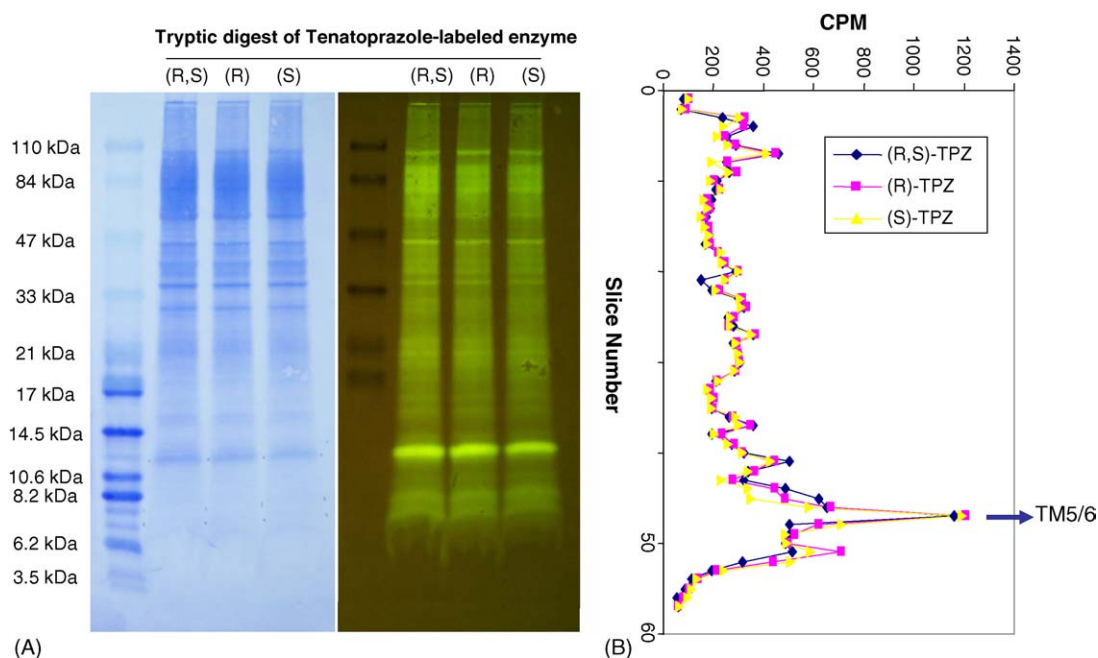 Tryptic digest of Tenatoprazole-labeled enzyme
(R,S) (R) (S) (R,S) (R) (S)
110 kDa
84 kDa
47 kDa
33 kDa
21 kDa
17 kDa
14.5 kDa
10.6 kDa
8.2 kDa
6.2 kDa
3.5 kDa
(A)
CPM
0 200 400 600 800 1000 1200 1400
0
50
60
Slice Number
(R,S)-TPZ
(R)-TPZ
(S)-TPZ
TM5/6
(B)